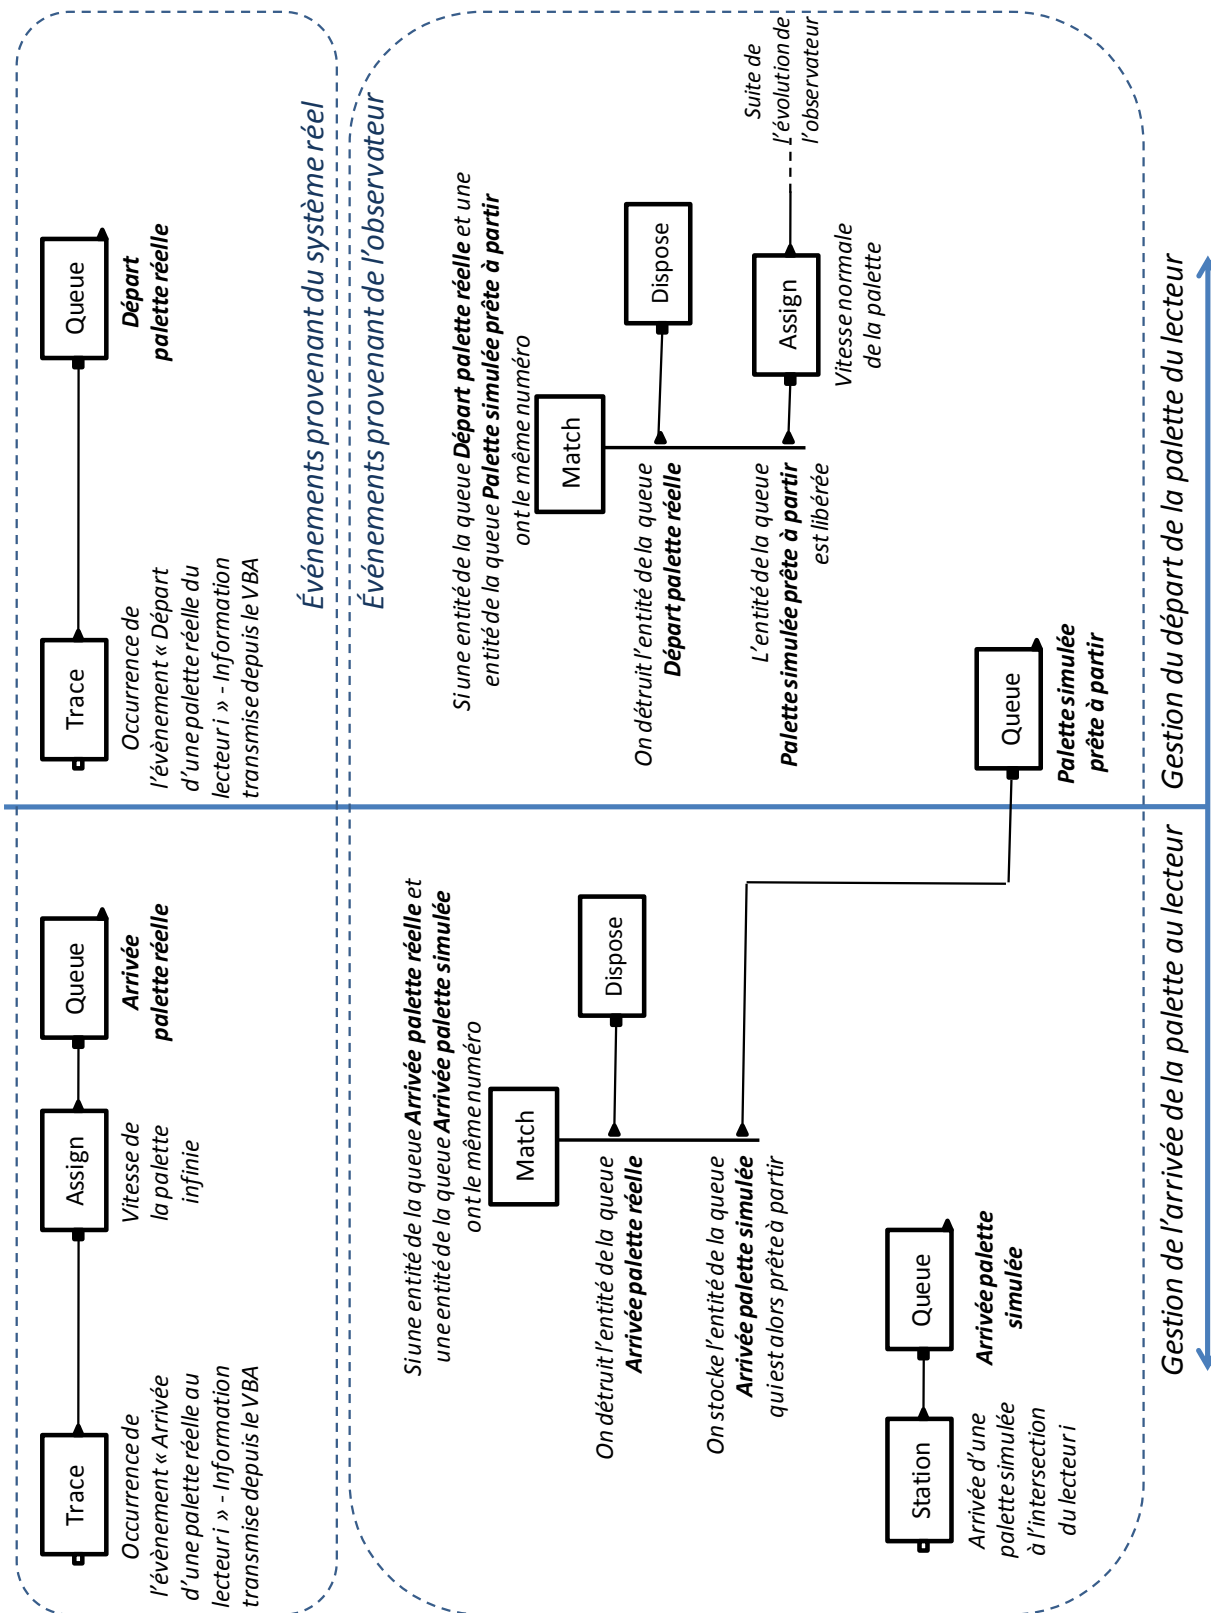 Trace
Occurrence de
l'évènement « Arrivée
d'une palette réelle au
lecteur i » - Information
transmise depuis le VBA
Assign
Vitesse de
la palette
infinie
Queue
Arrivée
palette réelle
Trace
Occurrence de
l'évènement « Départ
d'une palette réelle du
lecteur i » - Information
transmise depuis le VBA
Queue
Départ
palette réelle
Événements provenant du système réel
Événements provenant de l'observateur
Si une entité de la queue Arrivée palette réelle et
une entité de la queue Arrivée palette simulée
ont le même numéro
Match
On détruit l'entité de la queue
Arrivée palette réelle
Dispose
On stocke l'entité de la queue
Arrivée palette simulée
qui est alors prête à partir
Station
Arrivée d'une
palette simulée
à l'intersection
du lecteur i
Queue
Arrivée palette
simulée
Si une entité de la queue Départ palette réelle et une
entité de la queue Palette simulée prête à partir
ont le même numéro
Match
On détruit l'entité de la queue
Départ palette réelle
Dispose
L'entité de la queue
Palette simulée prête à partir
est libérée
Assign
Vitesse normale
de la palette
Suite de
l'évolution de
l'observateur
Queue
Palette simulée
prête à partir
Gestion de l'arrivée de la palette au lecteur
Gestion du départ de la palette du lecteur